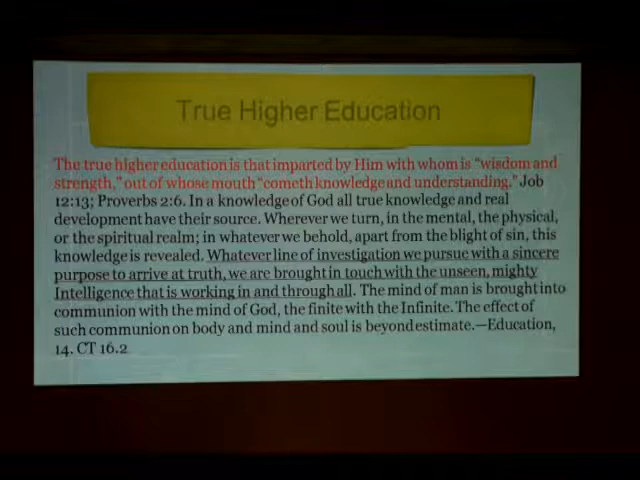 True Higher Education
The true higher education is that imparted by Him with whom is "wisdom and
strength," out of whose mouth "cometh knowledge and understanding." Job
12:13; Proverbs 2:6. In a knowledge of God all true knowledge and real
development have their source. Wherever we turn, in the mental, the physical,
or the spiritual realm; in whatever we behold, apart from the blight of sin, this
knowledge is revealed. Whatever line of investigation we pursue with a sincere
purpose to arrive at truth, we are brought in touch with the unseen, mighty
Intelligence that is working in and through all. The mind of man is brought into
communion with the mind of God, the finite with the Infinite. The effect of
such communion on body and mind and soul is beyond estimate.—Education,
14. CT 16.2